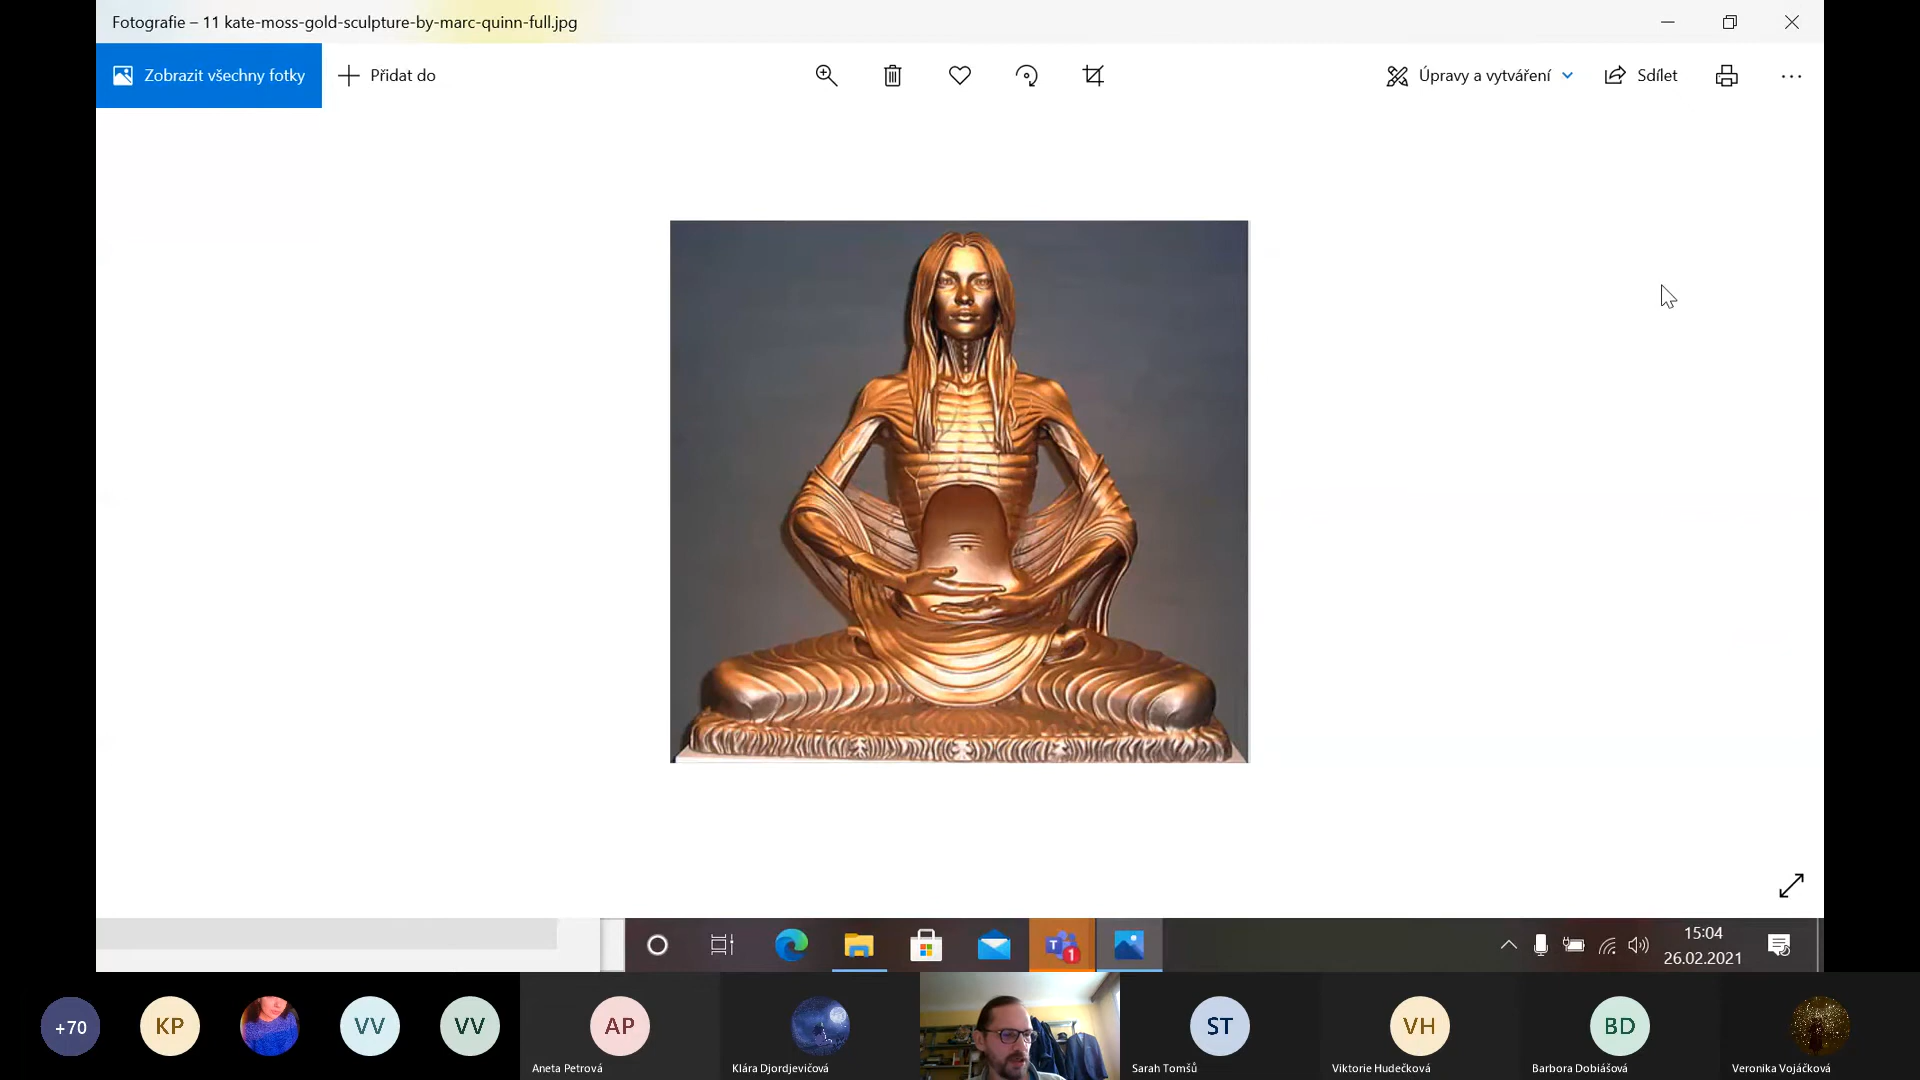 Fotografie – 11 kate-moss-gold-sculpture-by-marc-quinn-full.jpg
Zobrazit všechny fotky
Přidat do
Úpravy a vytváření
Sdílet
T
1
15:04
26.02.2021
+70
KP
VV
VV
AP
ST
VH
BD
Aneta Petrová
Klára Djordjevičová
Sarah Tomšů
Viktorie Hudečková
Barbora Dobiášová
Veronika Vojáčková